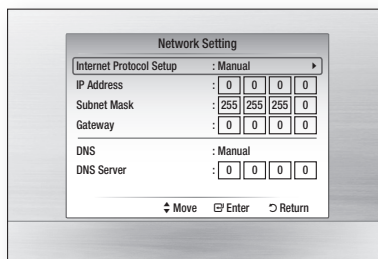 Network Setting
Internet Protocol Setup : Manual
IP Address : 0 0 0 0
Subnet Mask : 255 255 255 0
Gateway : 0 0 0 0
DNS : Manual
DNS Server : 0 0 0 0
Move Enter Return